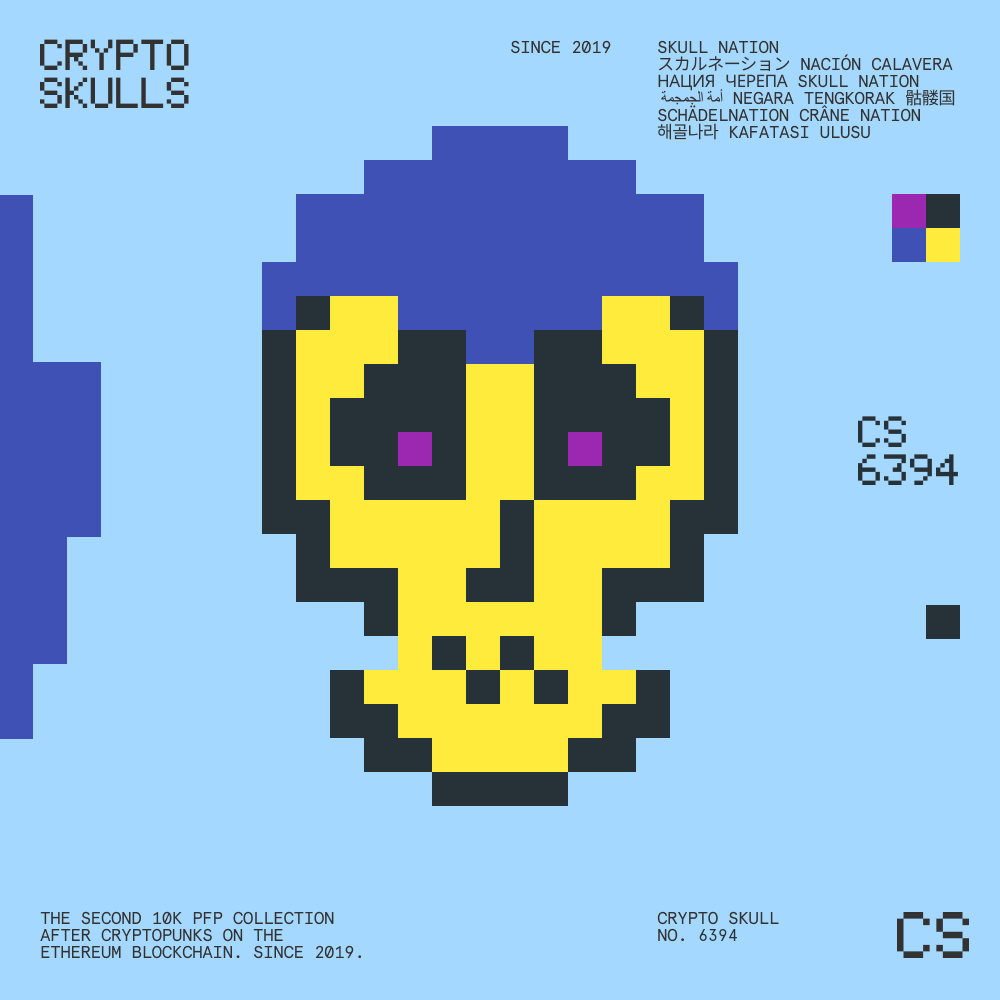 CRYPTO
SKULLS
SINCE 2019
SKULL NATION
スカルネーション NACIÓN CALAVERA
НАЦИЯ ЧЕРЕПА SKULL NATION
أمة الجمجمة NEGARA TENGKORAK 骷髅国
SCHÄDELNATION CRÂNE NATION
해골나라 KAFATASI ULUSU
CS
6394
THE SECOND 10K PFP COLLECTION
AFTER CRYPTOPUNKS ON THE
ETHEREUM BLOCKCHAIN. SINCE 2019.
CRYPTO SKULL
NO. 6394
CS